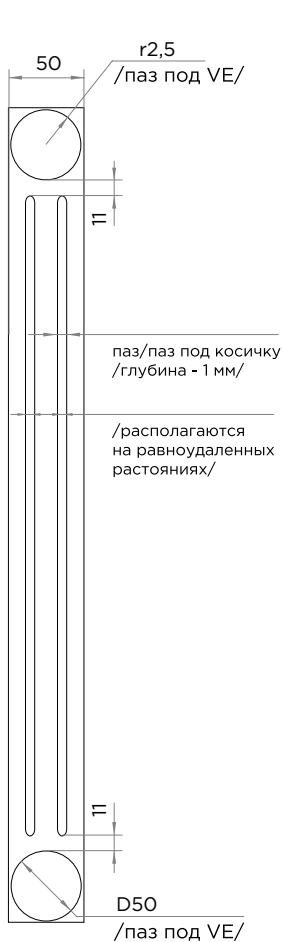 50
r2,5
/паз под VE/
11
паз/паз под косичку
/глубина - 1 мм/
/располагаются
на равноудаленных
растояниях/
11
D50
/паз под VE/